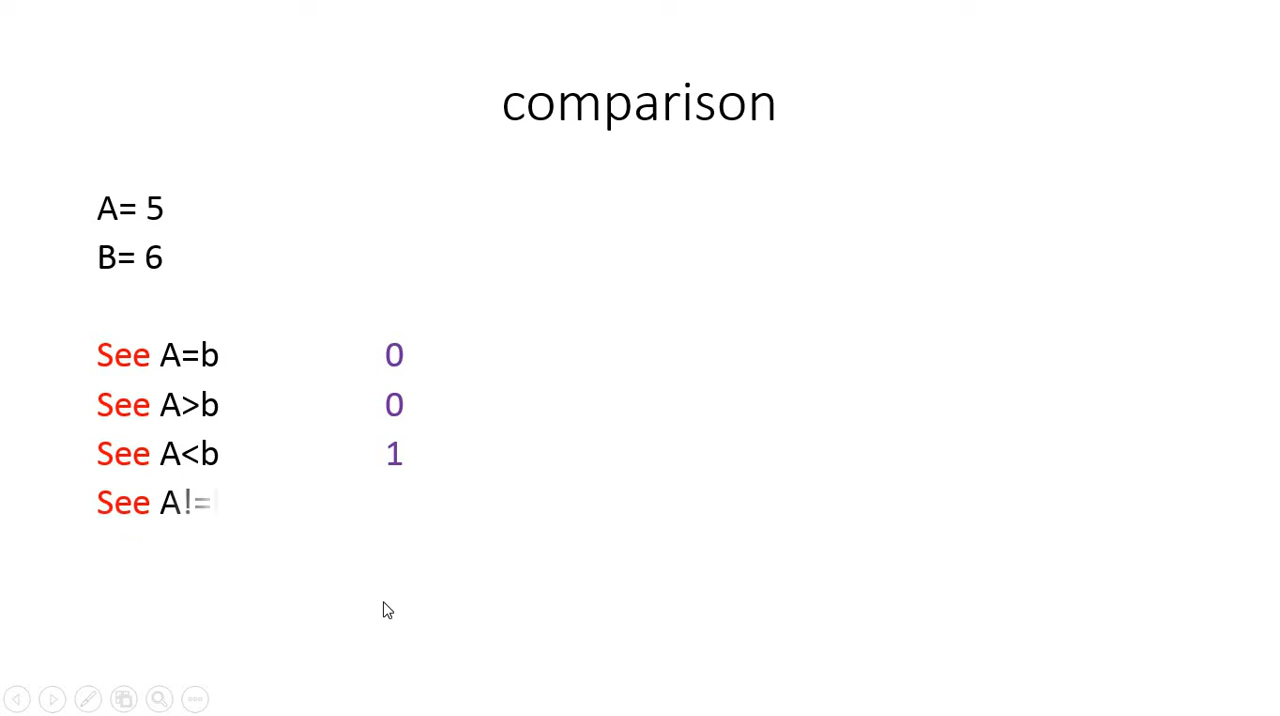 comparison
A= 5
B= 6
See A=b 0
See A>b 0
See A<b 1
See A!=